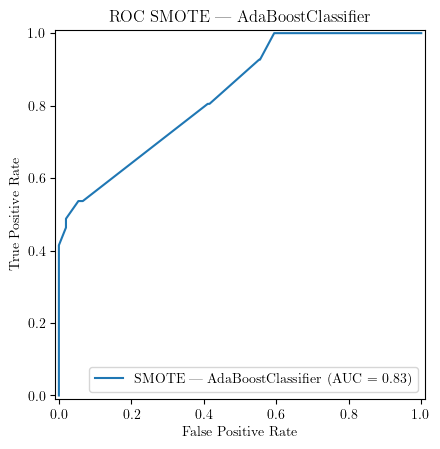 ROC SMOTE — AdaBoostClassifier
1.0
0.8
0.6
0.4
0.2
0.0
True Positive Rate
SMOTE — AdaBoostClassifier (AUC = 0.83)
0.0 0.2 0.4 0.6 0.8 1.0
False Positive Rate